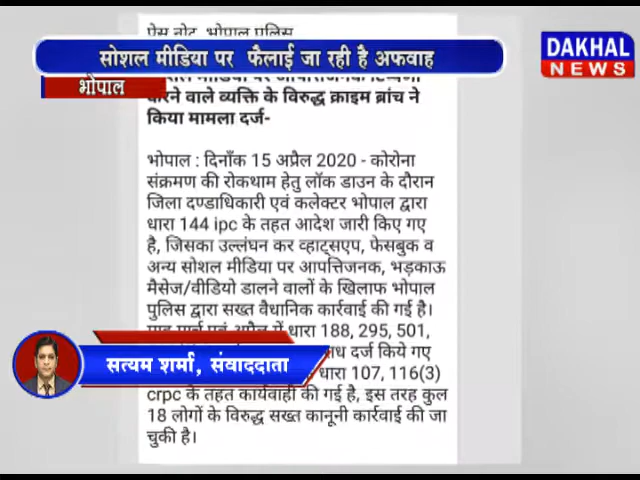 प्रेस नोट, भोपाल पुलिस
सोशल मीडिया पर फैलाई जा रही है अफवाह
DAKHAL
NEWS
भोपाल
करने वाले व्यक्ति के विरुद्ध क्राइम ब्रांच ने
किया मामला दर्ज-
भोपाल : दिनाँक 15 अप्रैल 2020 - कोरोना
संक्रमण की रोकथाम हेतु लॉक डाउन के दौरान
जिला दण्डाधिकारी एवं कलेक्टर भोपाल द्वारा
धारा 144 ipc के तहत आदेश जारी किए गए
है, जिसका उल्लंघन कर व्हाट्सएप, फेसबुक व
अन्य सोशल मीडिया पर आपत्तिजनक, भड़काऊ
मैसेज/वीडियो डालने वालों के खिलाफ भोपाल
पुलिस द्वारा सख्त वैधानिक कार्रवाई की गई है।
धारा 188, 295, 501,
दर्ज किये गए
सत्यम शर्मा, संवाददाता
धारा 107, 116(3)
crpc के तहत कार्यवाही की गई है, इस तरह कुल
18 लोगों के विरुद्ध सख्त कानूनी कार्रवाई की जा
चुकी है।